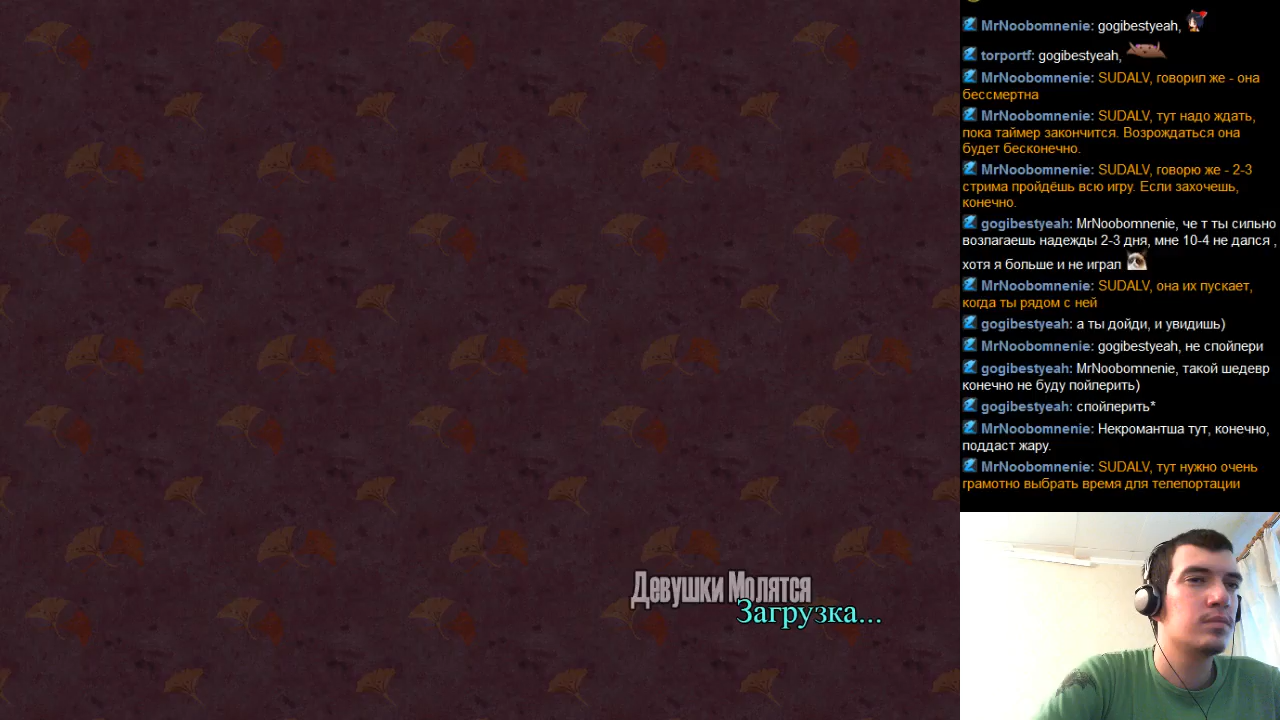 MrNoobomnenie: gogibestyeah,
torportf: gogibestyeah,
MrNoobomnenie: SUDALV, говорил же - она
бессмертна
MrNoobomnenie: SUDALV, тут надо ждать,
пока таймер закончится. Возрождаться она
будет бесконечно.
MrNoobomnenie: SUDALV, говорю же - 2-3
стрима пройдёшь всю игру. Если захочешь,
конечно.
gogibestyeah: MrNoobomnenie, че т ты сильно
возлагаешь надежды 2-3 дня, мне 10-4 не дался ,
хотя я больше и не играл
MrNoobomnenie: SUDALV, она их пускает,
когда ты рядом с ней
gogibestyeah: а ты дойди, и увидишь)
MrNoobomnenie: gogibestyeah, не спойлери
gogibestyeah: MrNoobomnenie, такой шедевр
конечно не буду пойлерить)
gogibestyeah: спойлерить*
MrNoobomnenie: Некромантша тут, конечно,
поддаст жару.
MrNoobomnenie: SUDALV, тут нужно очень
грамотно выбрать время для телепортации
Девушки Молятся
Загрузка...